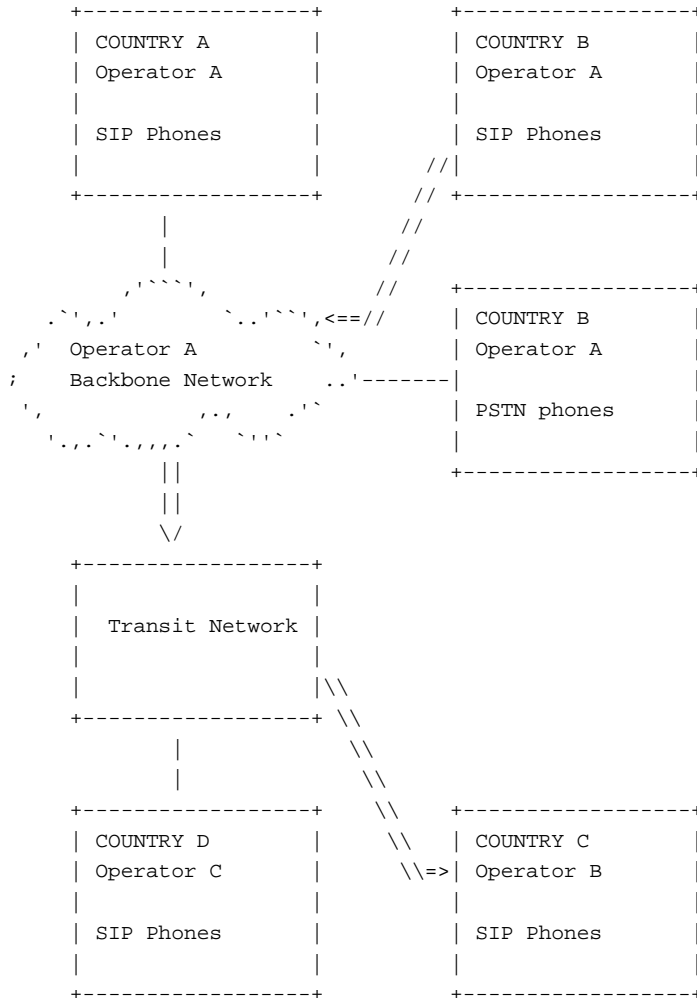 COUNTRY A
Operator A
SIP Phones
COUNTRY B
Operator A
SIP Phones
Operator A
Backbone Network
COUNTRY B
Operator A
PSTN phones
Transit Network
COUNTRY D
Operator C
SIP Phones
COUNTRY C
Operator B
SIP Phones